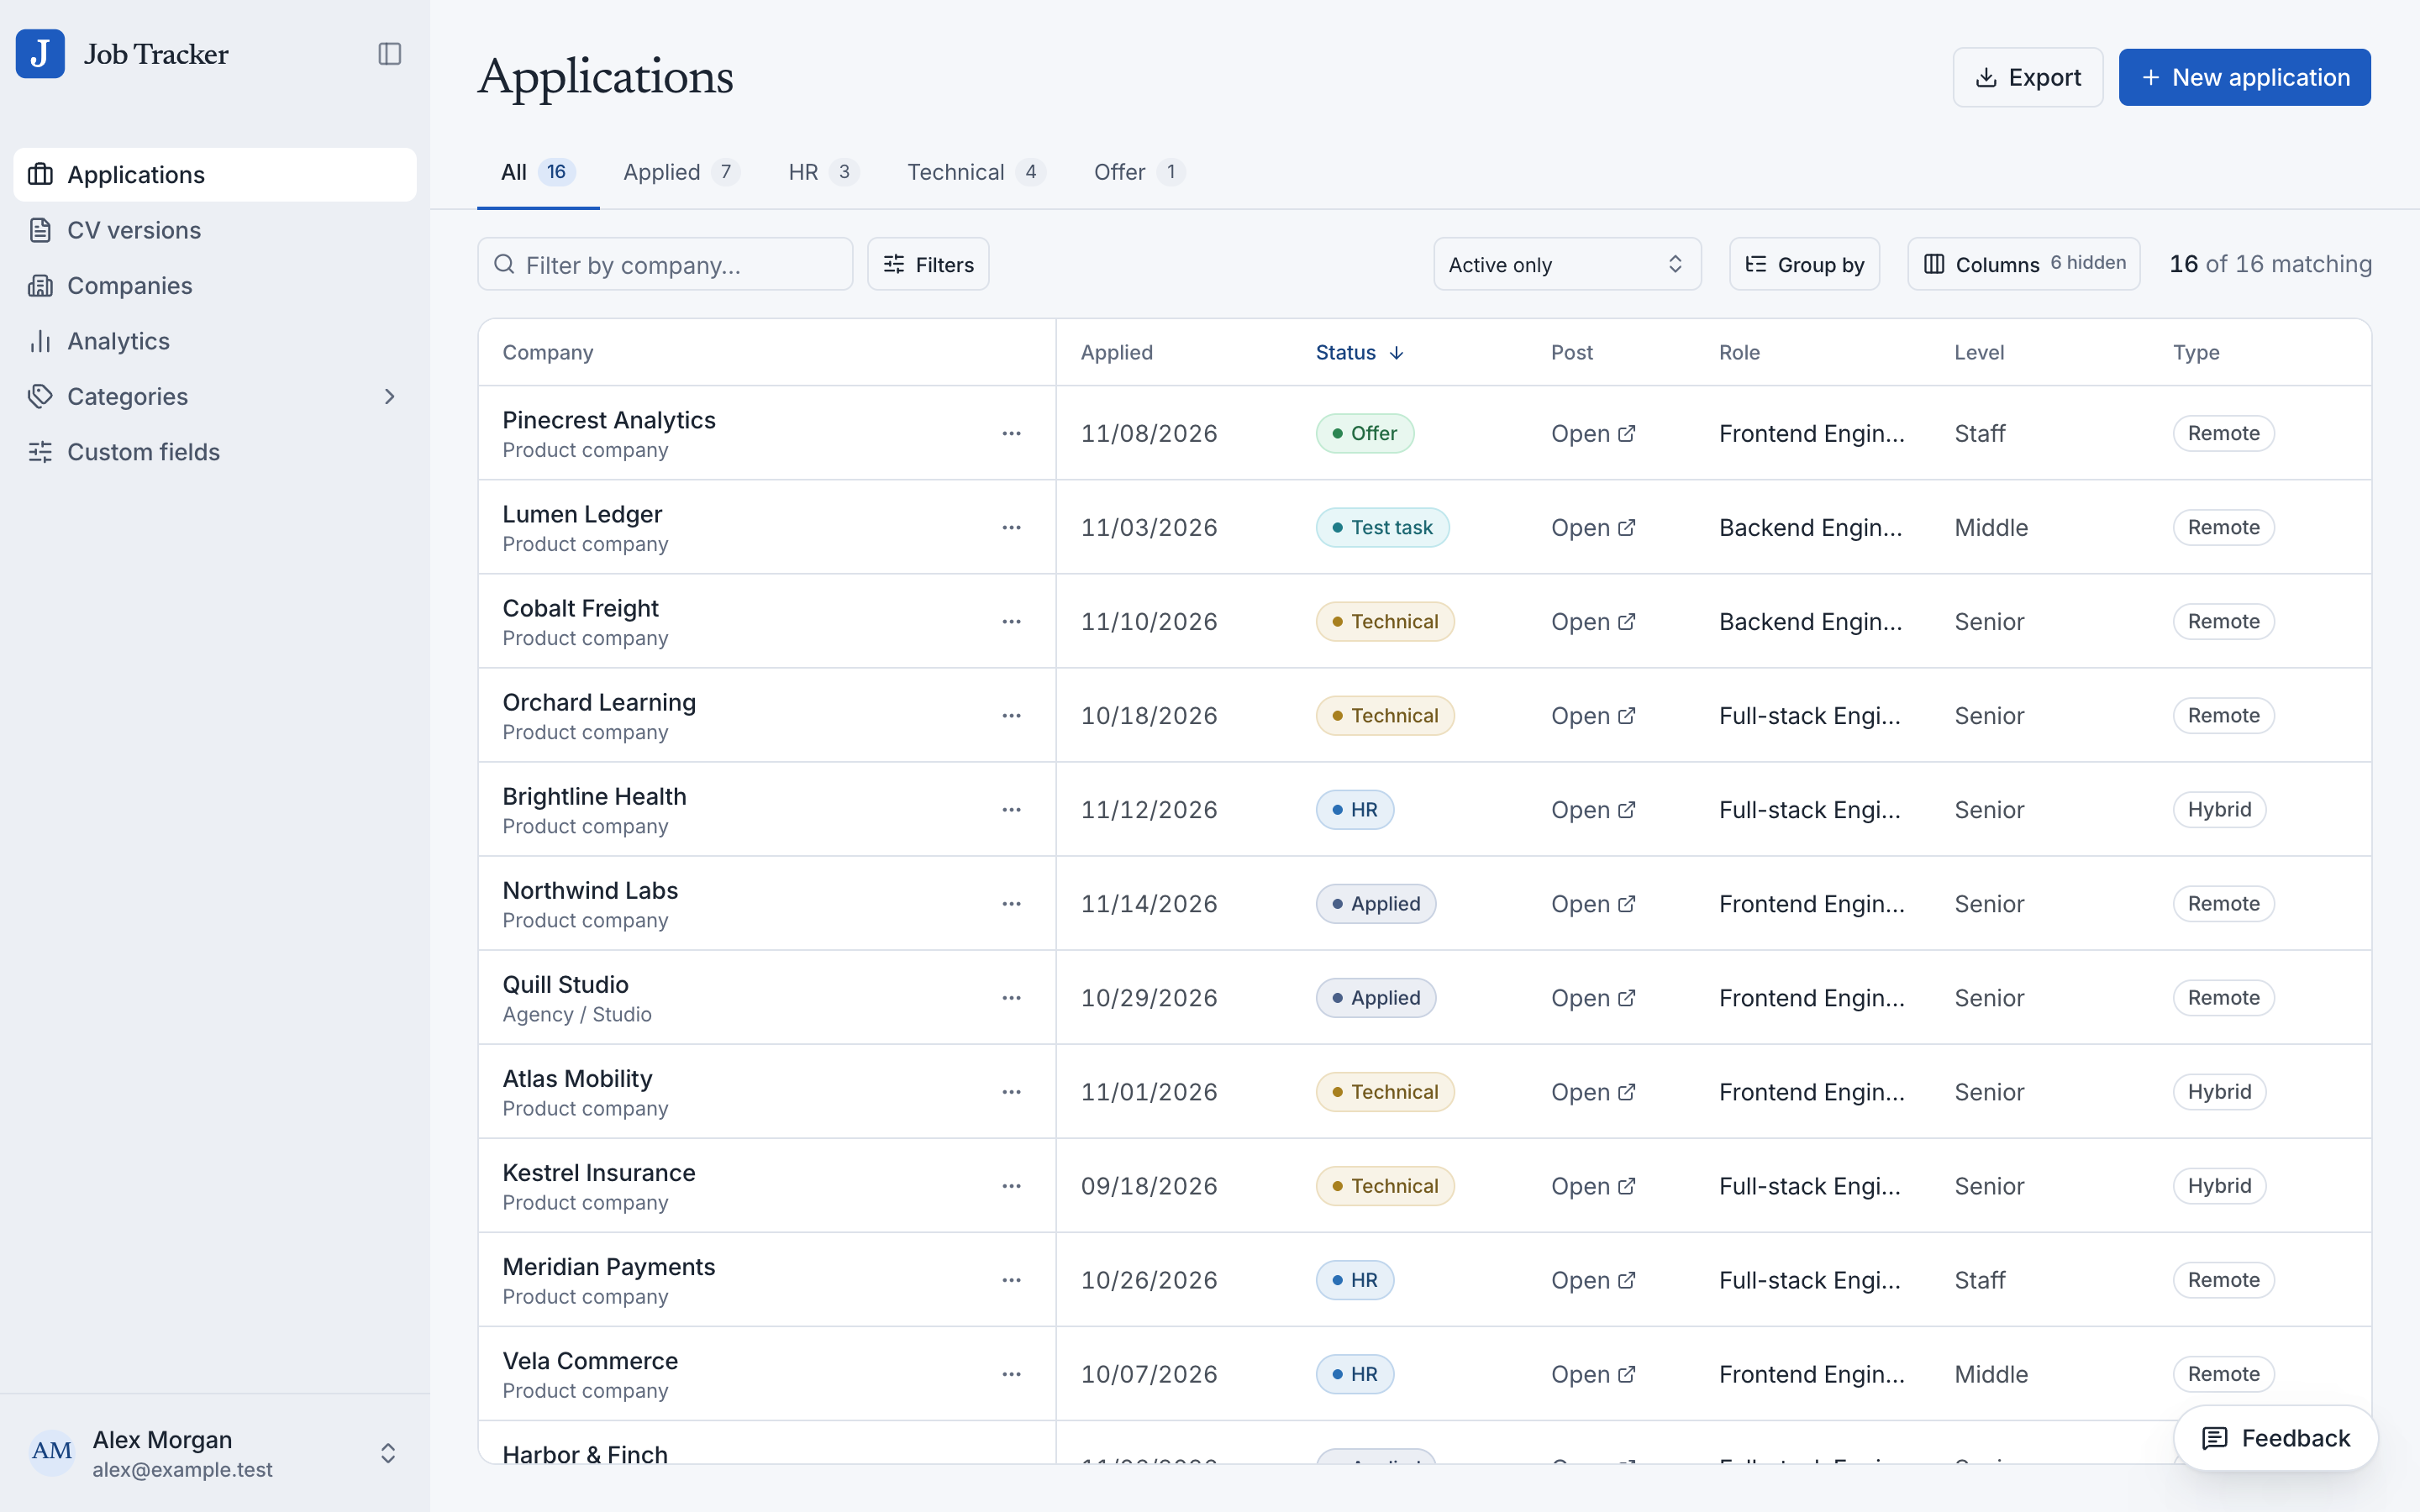 J Job Tracker
Applications
CV versions
Companies
Analytics
Categories
Custom fields
AM
Alex Morgan
alex@example.test
Applications
Export
+ New application
All 16 Applied 7 HR 3 Technical 4 Offer 1
Filter by company...
Filters
Active only
Group by
Columns 6 hidden
16 of 16 matching
Company Applied Status ↓ Post Role Level Type
Pinecrest Analytics
Product company
... 11/08/2026 Offer Open Frontend Engin... Staff Remote
Lumen Ledger
Product company
... 11/03/2026 Test task Open Backend Engin... Middle Remote
Cobalt Freight
Product company
... 11/10/2026 Technical Open Backend Engin... Senior Remote
Orchard Learning
Product company
... 10/18/2026 Technical Open Full-stack Engi... Senior Remote
Brightline Health
Product company
... 11/12/2026 HR Open Full-stack Engi... Senior Hybrid
Northwind Labs
Product company
... 11/14/2026 Applied Open Frontend Engin... Senior Remote
Quill Studio
Agency / Studio
... 10/29/2026 Applied Open Frontend Engin... Senior Remote
Atlas Mobility
Product company
... 11/01/2026 Technical Open Frontend Engin... Senior Hybrid
Kestrel Insurance
Product company
... 09/18/2026 Technical Open Full-stack Engi... Senior Hybrid
Meridian Payments
Product company
... 10/26/2026 HR Open Full-stack Engi... Staff Remote
Vela Commerce
Product company
... 10/07/2026 HR Open Frontend Engin... Middle Remote
Harbor & Finch
Feedback